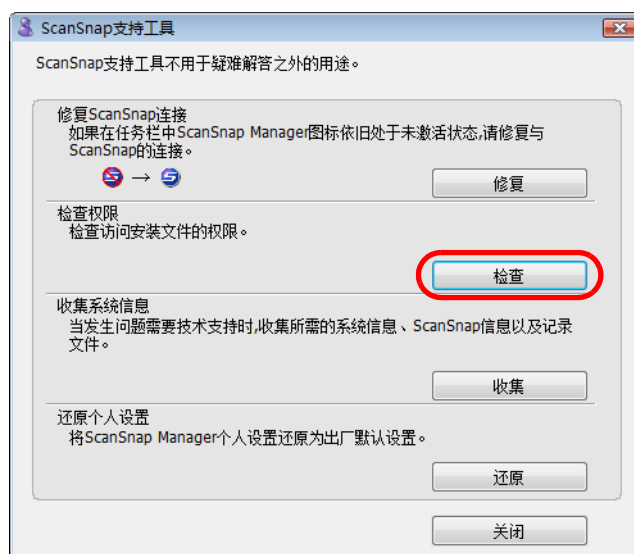 ScanSnap支持工具
ScanSnap支持工具不用于疑难解答之外的用途。
修复ScanSnap连接
如果在任务栏中ScanSnap Manager图标依旧处于未激活状态,请修复与
ScanSnap的连接。
→
修复
检查权限
检查访问安装文件的权限。
检查
收集系统信息
当发生问题需要技术支持时,收集所需的系统信息、ScanSnap信息以及记录
文件。
收集
还原个人设置
将ScanSnap Manager个人设置还原为出厂默认设置。
还原
关闭